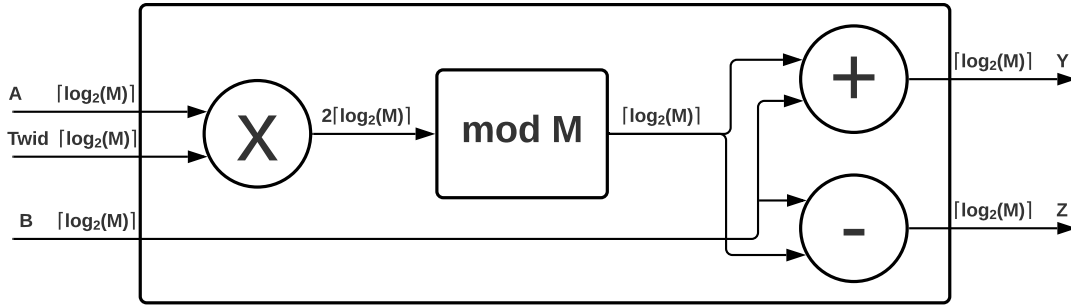 ⌈log₂(M)⌉ Y
+
A ⌈log₂(M)⌉
2⌈log₂(M)⌉ mod M ⌈log₂(M)⌉
X
Twid ⌈log₂(M)⌉
B ⌈log₂(M)⌉
⌈log₂(M)⌉ Z
-